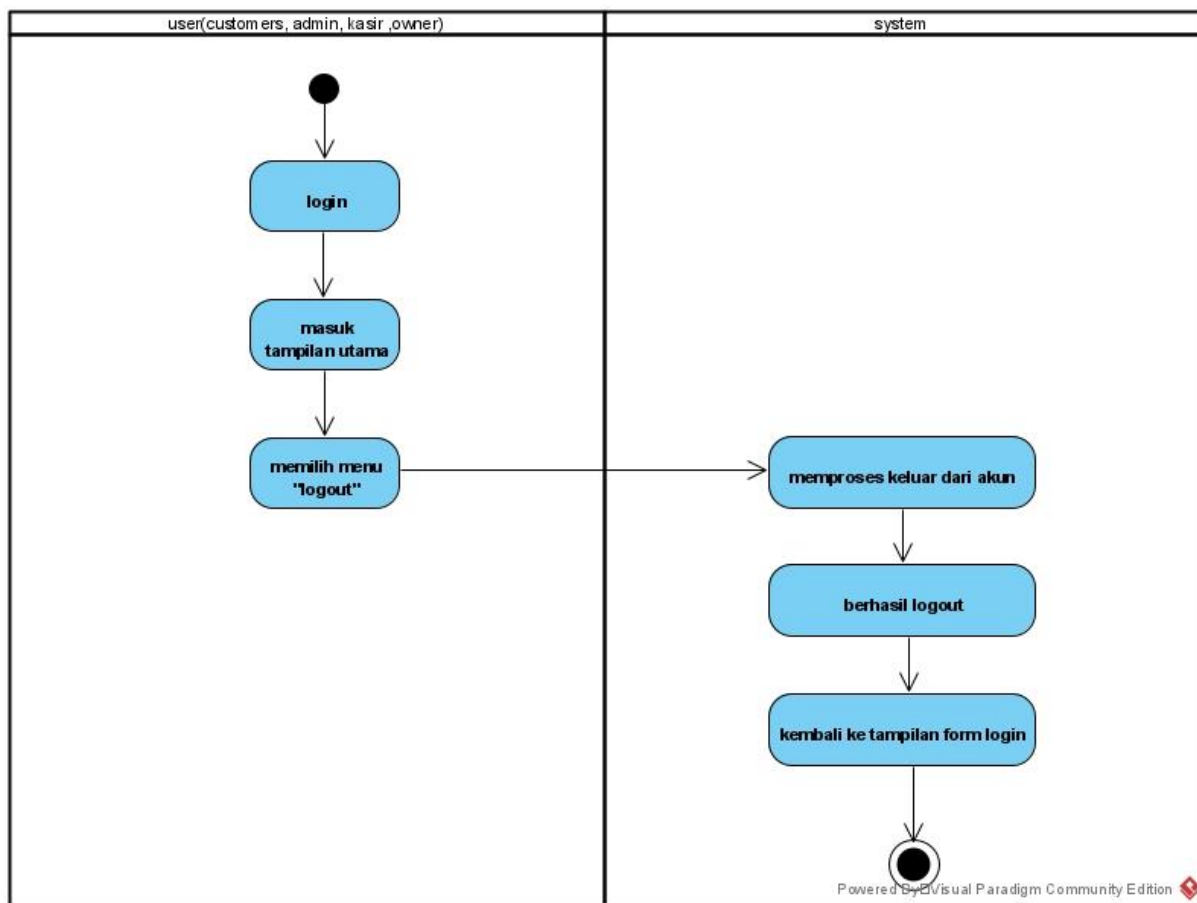 user(customers, admin, kasir ,owner)
system
login
masuk
tampilan utama
memilih menu
"logout"
memproses keluar dari akun
berhasil logout
kembali ke tampilan form login
Powered By Visual Paradigm Community Edition